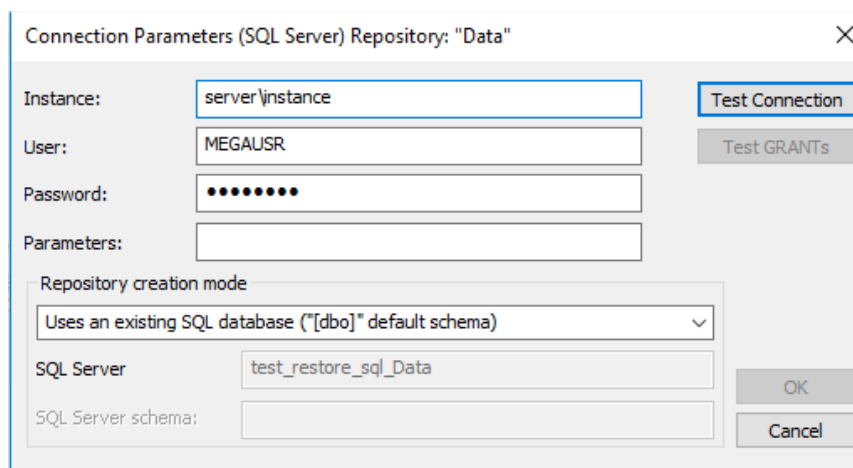 Connection Parameters (SQL Server) Repository: "Data"
Instance:
server\instance
Test Connection
User:
MEGAUSR
Test GRANTs
Password:
••••••••
Parameters:
Repository creation mode
Uses an existing SQL database ("[dbo]" default schema)
SQL Server
test_restore_sql_Data
SQL Server schema:
OK
Cancel